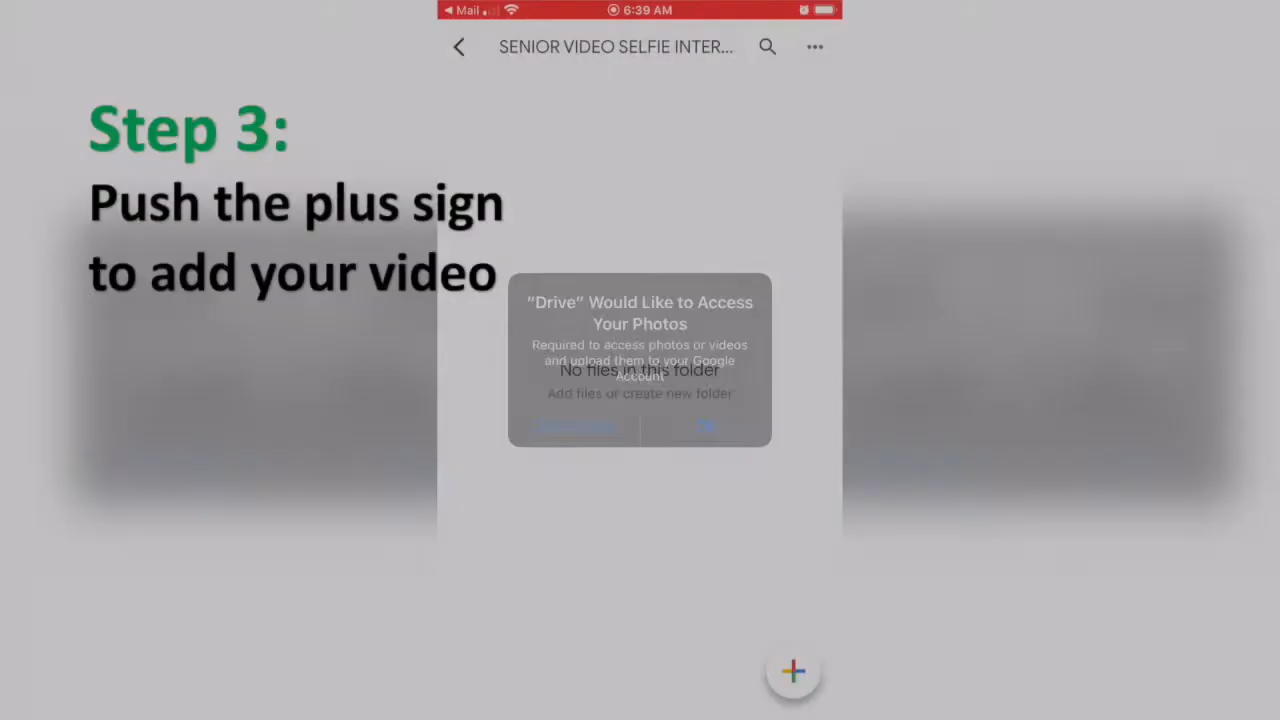 Mail
6:39 AM
SENIOR VIDEO SELFIE INTER...
Step 3:
Push the plus sign
to add your video
"Drive" Would Like to Access
Your Photos
Required to access photos or videos
and upload them to your Google
Account
No files in this folder
Add files or create new folder